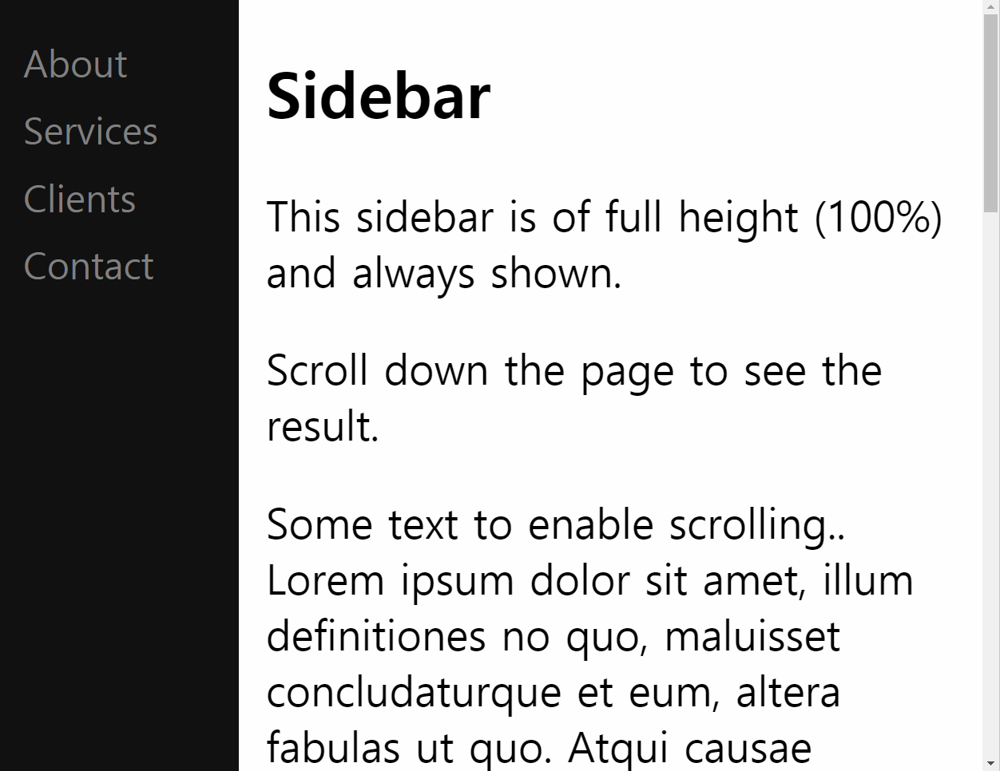 About
Services
Clients
Contact
Sidebar
This sidebar is of full height (100%)
and always shown.
Scroll down the page to see the
result.
Some text to enable scrolling..
Lorem ipsum dolor sit amet, illum
definitiones no quo, maluisset
concludaturque et eum, altera
fabulas ut quo. Atqui causae